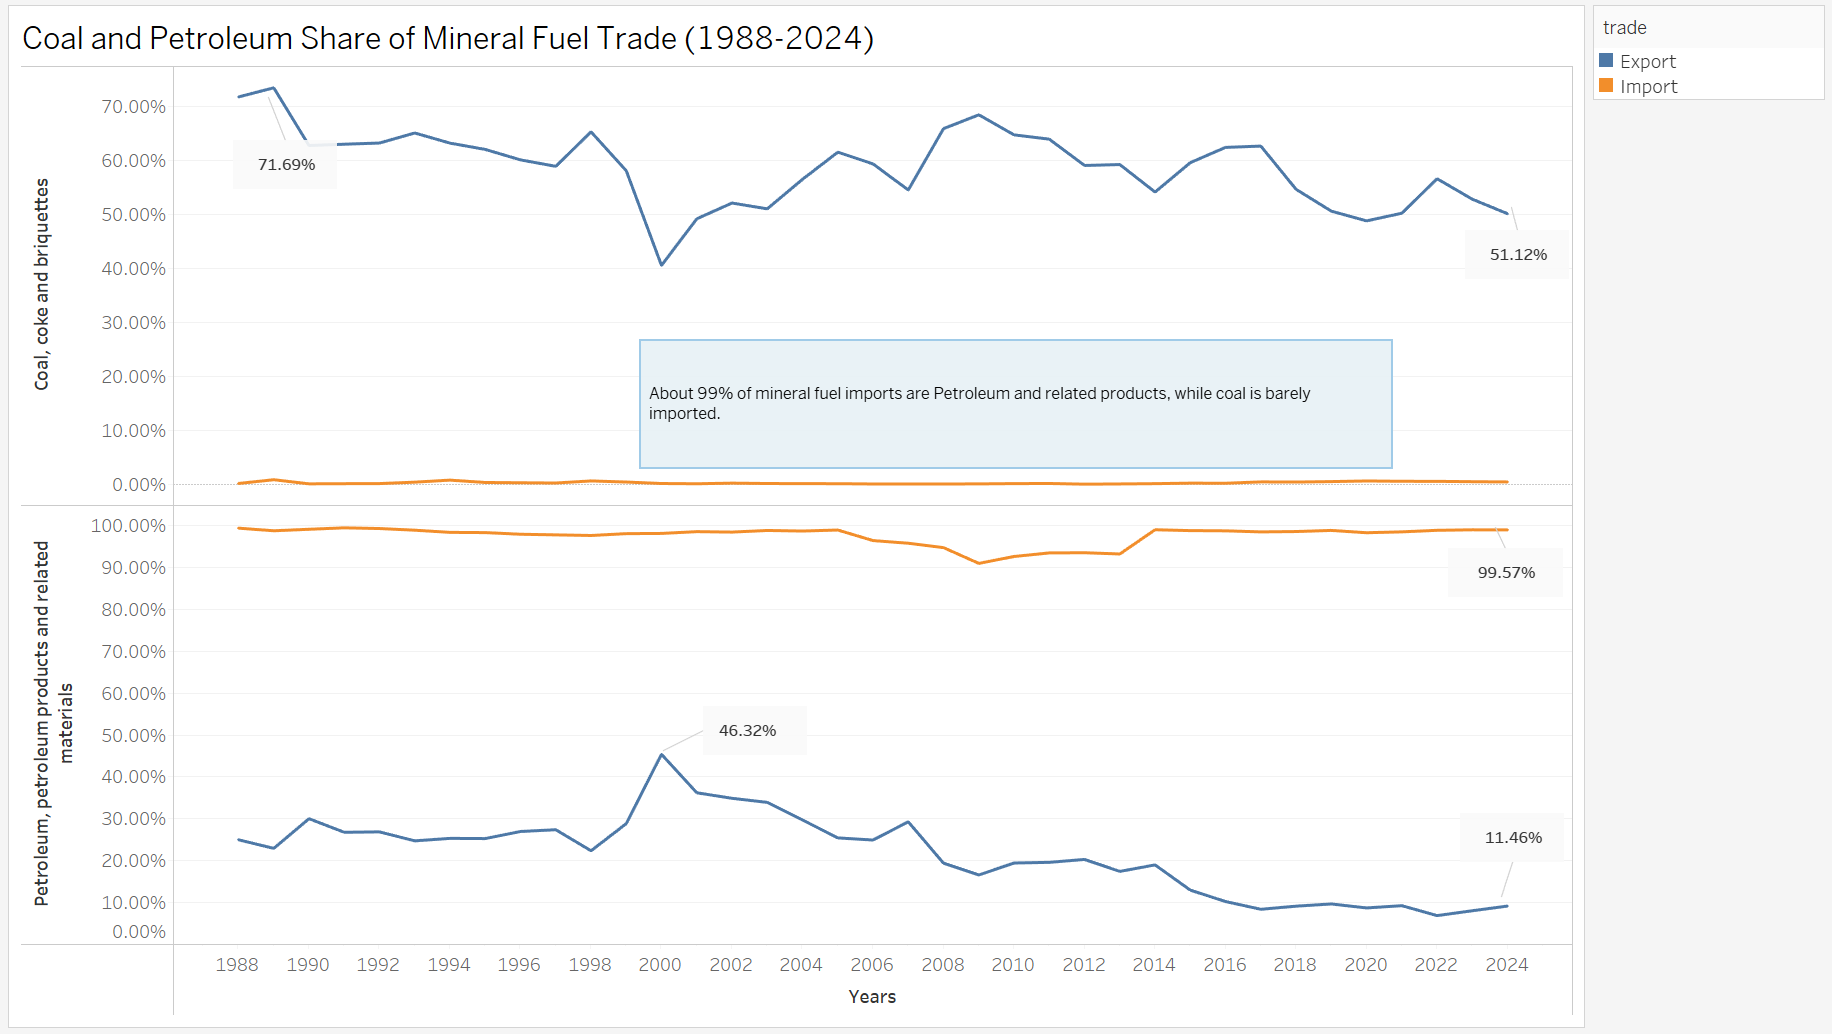 Coal and Petroleum Share of Mineral Fuel Trade (1988-2024)
trade
Export
Import
Coal, coke and briquettes
70.00%
60.00%
50.00%
40.00%
30.00%
20.00%
10.00%
0.00%
71.69%
51.12%
About 99% of mineral fuel imports are Petroleum and related products, while coal is barely
imported.
Petroleum, petroleum products and related
materials
100.00%
90.00%
80.00%
70.00%
60.00%
50.00%
40.00%
30.00%
20.00%
10.00%
0.00%
99.57%
46.32%
11.46%
1988 1990 1992 1994 1996 1998 2000 2002 2004 2006 2008 2010 2012 2014 2016 2018 2020 2022 2024
Years